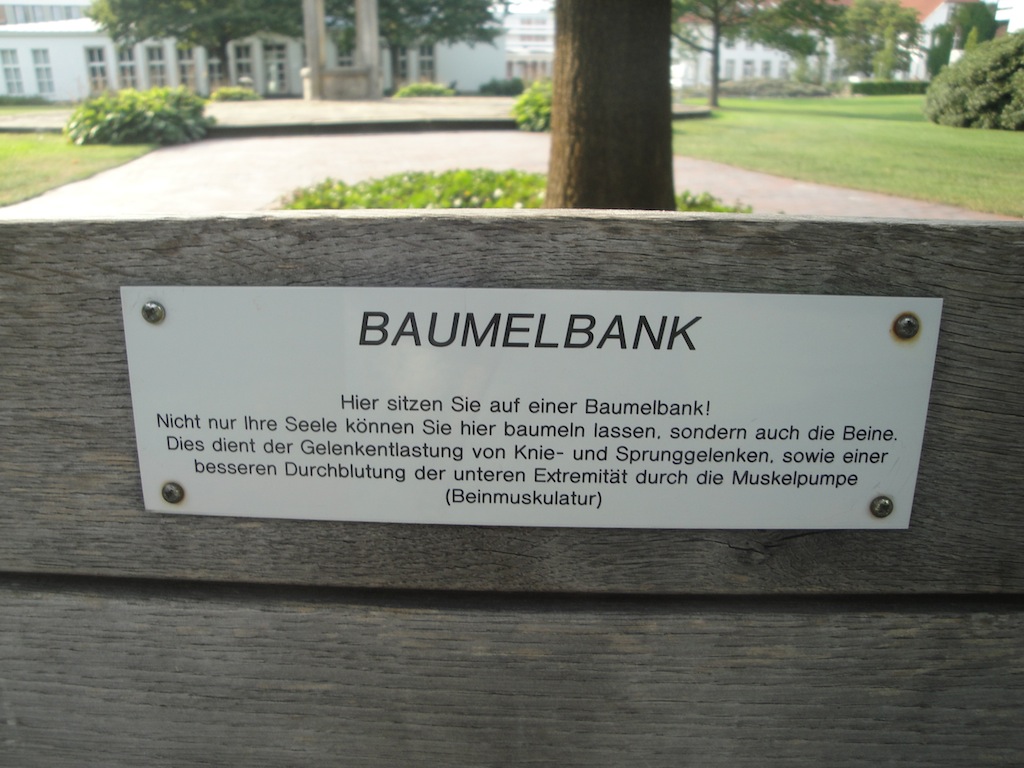 BAUMELBANK
Hier sitzen Sie auf einer Baumelbank!
Nicht nur Ihre Seele können Sie hier baumeln lassen, sondern auch die Beine.
Dies dient der Gelenkentlastung von Knie- und Sprunggelenken, sowie einer
besseren Durchblutung der unteren Extremität durch die Muskelpumpe
(Beinmuskulatur)